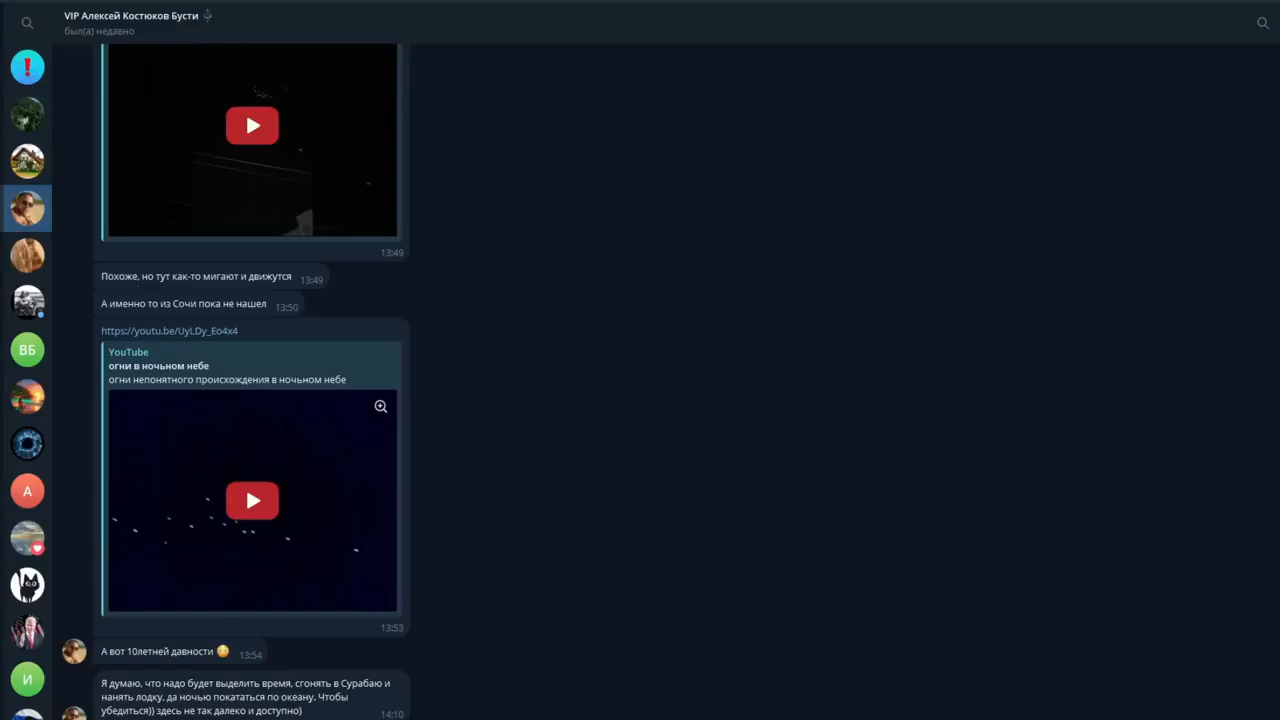 VIP Алексей Костюков Бусти
был(а) недавно
13:49
Похоже, но тут как-то мигают и движутся 13:49
А именно то из Сочи пока не нашел 13:50
https://youtu.be/UyLDy_Eo4x4
YouTube
огни в ночьном небе
огни непонятного происхождения в ночьном небе
13:53
ВБ
А
А вот 10летней давности 😳 13:54
И
Я думаю, что надо будет выделить время, сгонять в Сурабаю и
нанять лодку, да ночью покататься по океану. Чтобы
убедиться)) здесь не так далеко и доступно) 14:10